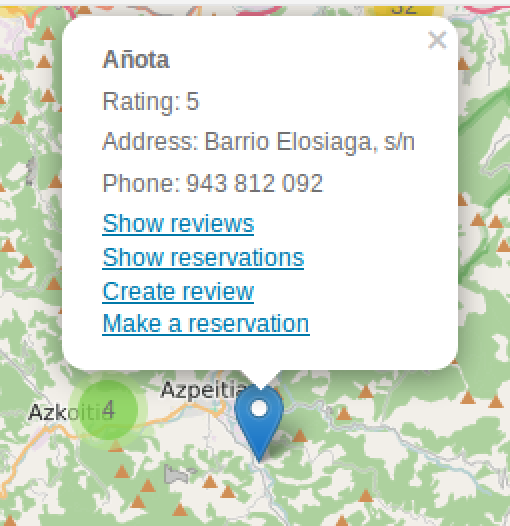 32
×
Añota
Rating: 5
Address: Barrio Elosiaga, s/n
Phone: 943 812 092
Show reviews
Show reservations
Create review
Make a reservation
Azpeitia
Azkoitia
4